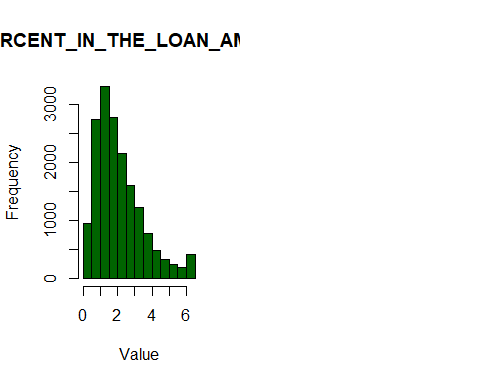 RCENT_IN_THE_LOAN_AM
Frequency
3000
2000
1000
0
0 2 4 6
Value